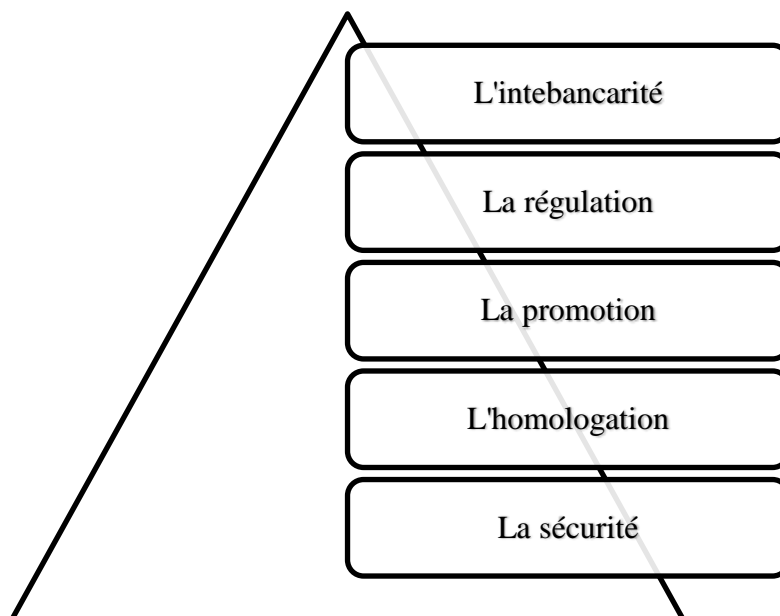 L'intebancarité
La régulation
La promotion
L'homologation
La sécurité